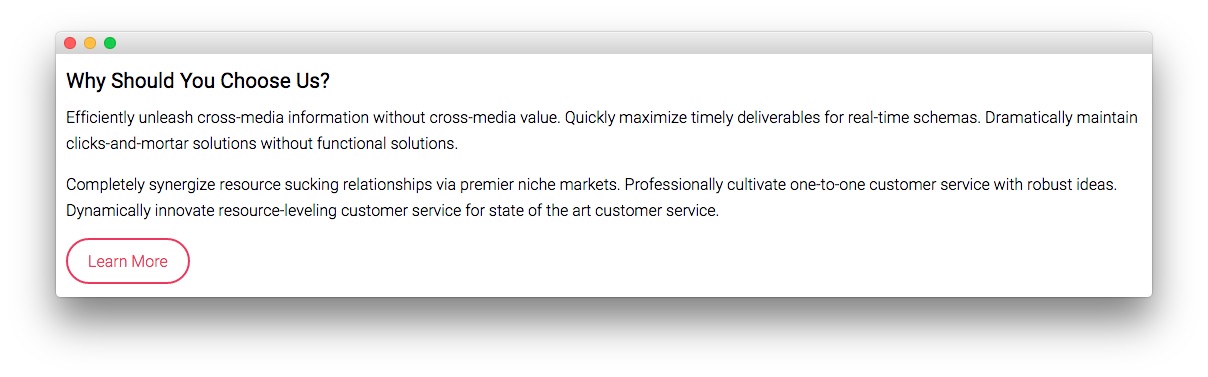 Why Should You Choose Us?
Efficiently unleash cross-media information without cross-media value. Quickly maximize timely deliverables for real-time schemas. Dramatically maintain
clicks-and-mortar solutions without functional solutions.
Completely synergize resource sucking relationships via premier niche markets. Professionally cultivate one-to-one customer service with robust ideas.
Dynamically innovate resource-leveling customer service for state of the art customer service.
Learn More